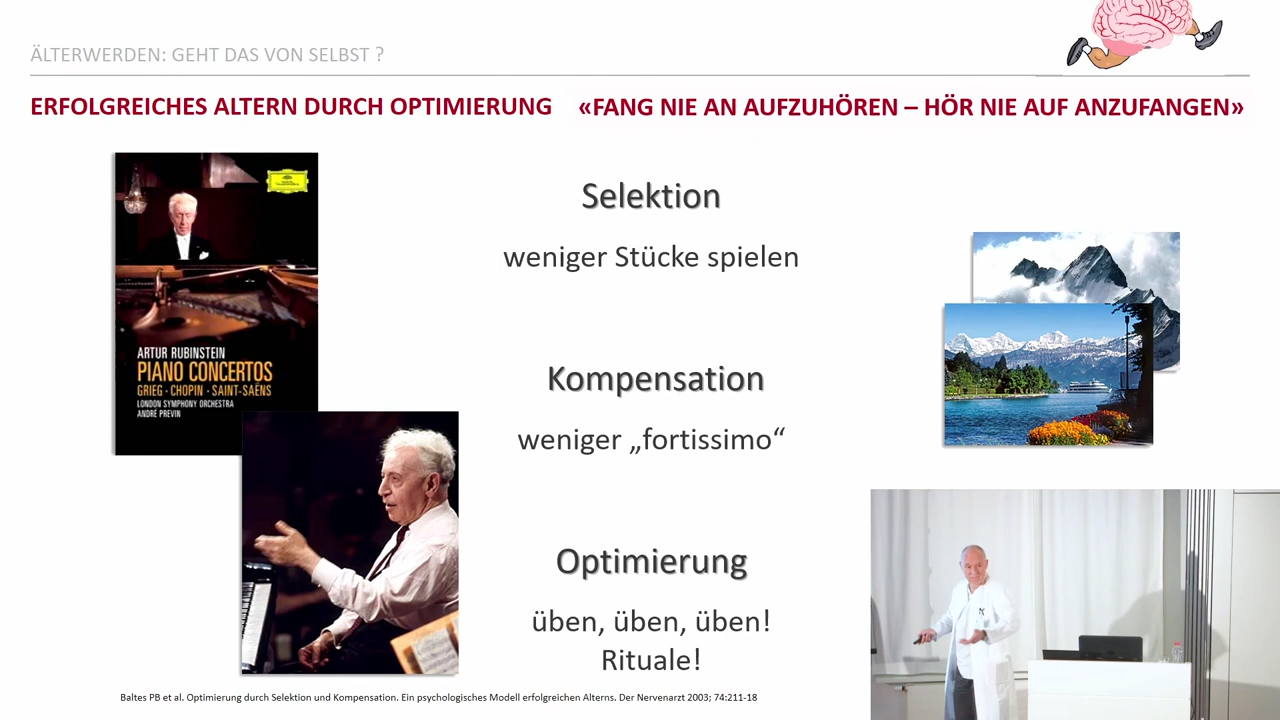 ÄLTERWERDEN: GEHT DAS VON SELBST ?
ERFOLGREICHES ALTERN DURCH OPTIMIERUNG
«FANG NIE AN AUFZUHÖREN – HÖR NIE AUF ANZUFANGEN»
ARTUR RUBINSTEIN
PIANO CONCERTOS
GRIEG · CHOPIN · SAINT-SAËNS
LONDON SYMPHONY ORCHESTRA
ANDRÉ PREVIN
Selektion
weniger Stücke spielen
Kompensation
weniger „fortissimo“
Optimierung
üben, üben, üben!
Rituale!
Baltes PB et al. Optimierung durch Selektion und Kompensation. Ein psychologisches Modell erfolgreichen Alterns. Der Nervenarzt 2003; 74:211-18